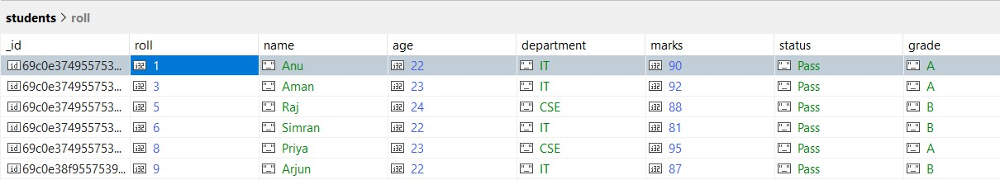 students > roll
_id roll name age department marks status grade
69c0e374955753... 1 Anu 22 IT 90 Pass A
69c0e374955753... 3 Aman 23 IT 92 Pass A
69c0e374955753... 5 Raj 24 CSE 88 Pass B
69c0e374955753... 6 Simran 22 IT 81 Pass B
69c0e374955753... 8 Priya 23 CSE 95 Pass A
69c0e38f9557539... 9 Arjun 22 IT 87 Pass B